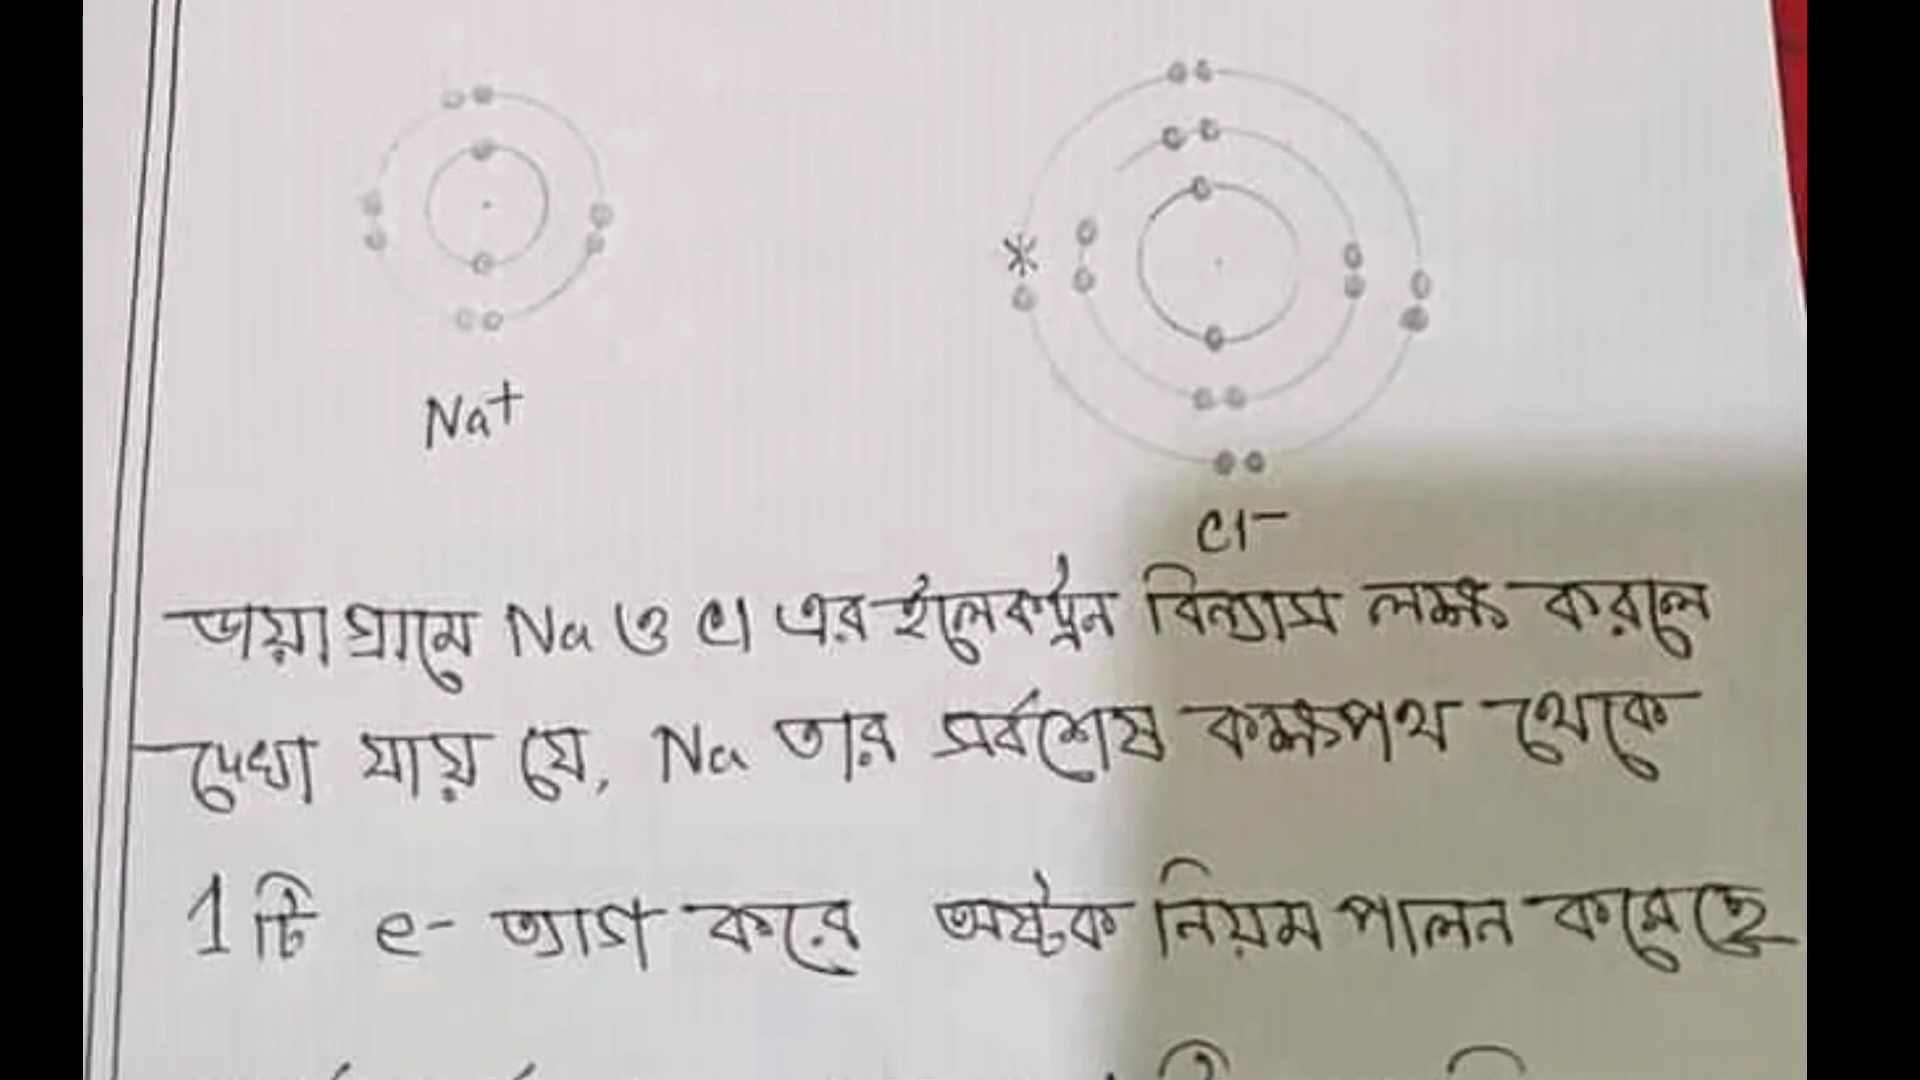 Na+
Cl−
ডায়াগ্রামে Na ও Cl এর ইলেকট্রন বিন্যাস লক্ষ করলে
দেখা যায় যে, Na তার সর্বশেষ কক্ষপথ থেকে
1টি e- ত্যাগ করে অষ্টক নিয়ম পালন করেছে